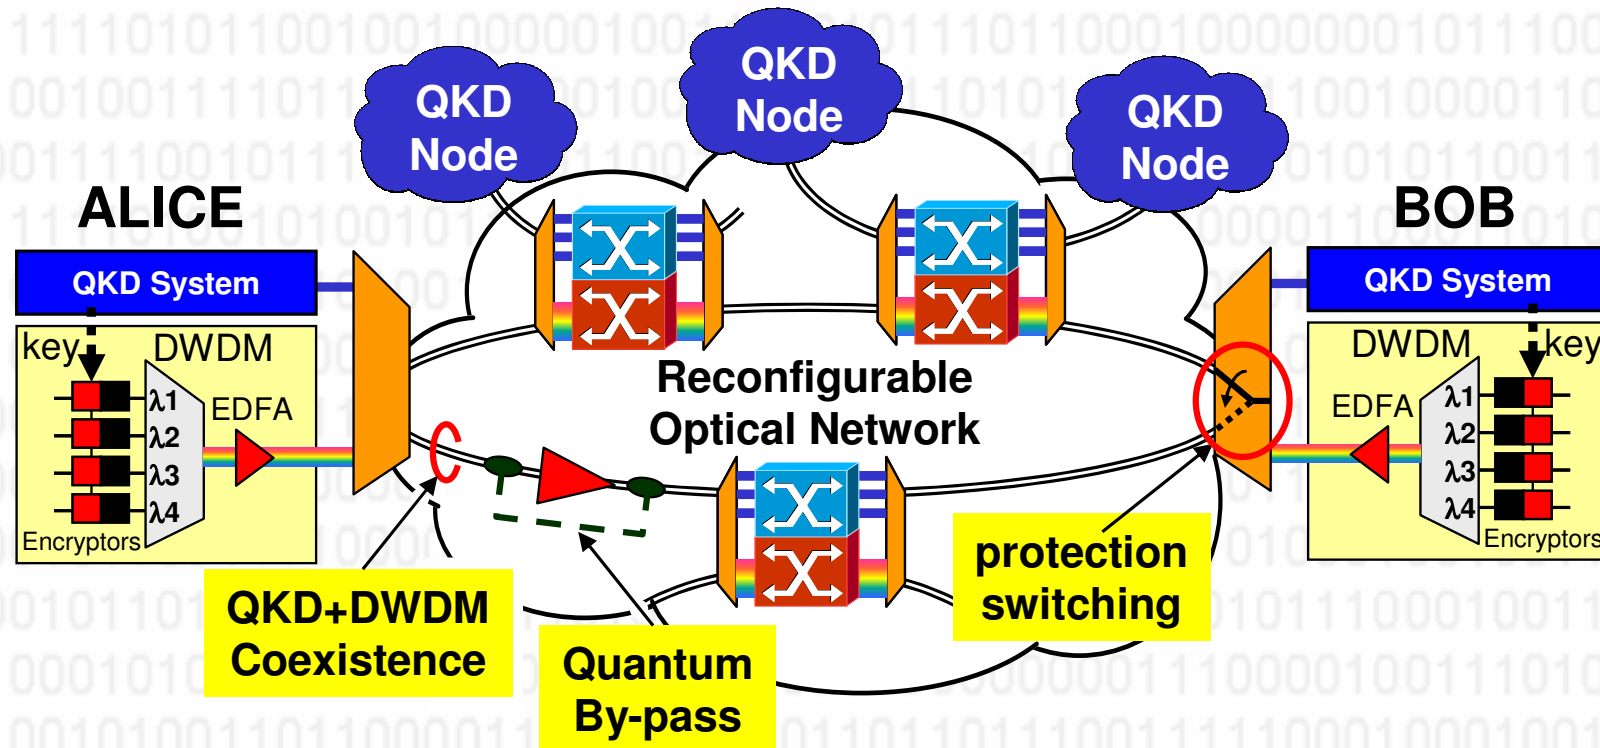 QKD
Node
QKD
Node
QKD
Node
ALICE
QKD System
key
DWDM
λ1
λ2
λ3
λ4
EDFA
Encryptors
Reconfigurable
Optical Network
BOB
QKD System
DWDM
key
EDFA
λ1
λ2
λ3
λ4
Encryptors
QKD+DWDM
Coexistence
Quantum
By-pass
protection
switching